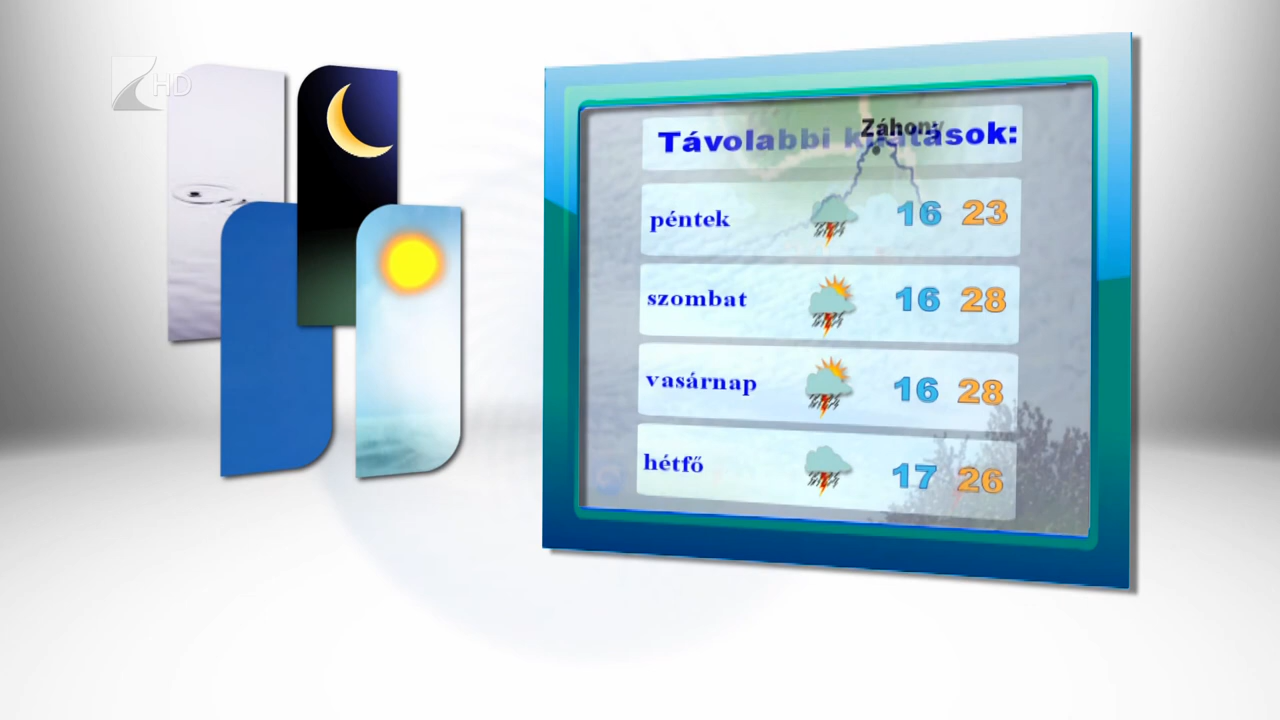 HD
Záhony
Távolabbi kilátások:
péntek 16 23
szombat 16 28
vasárnap 16 28
hétfő 17 26